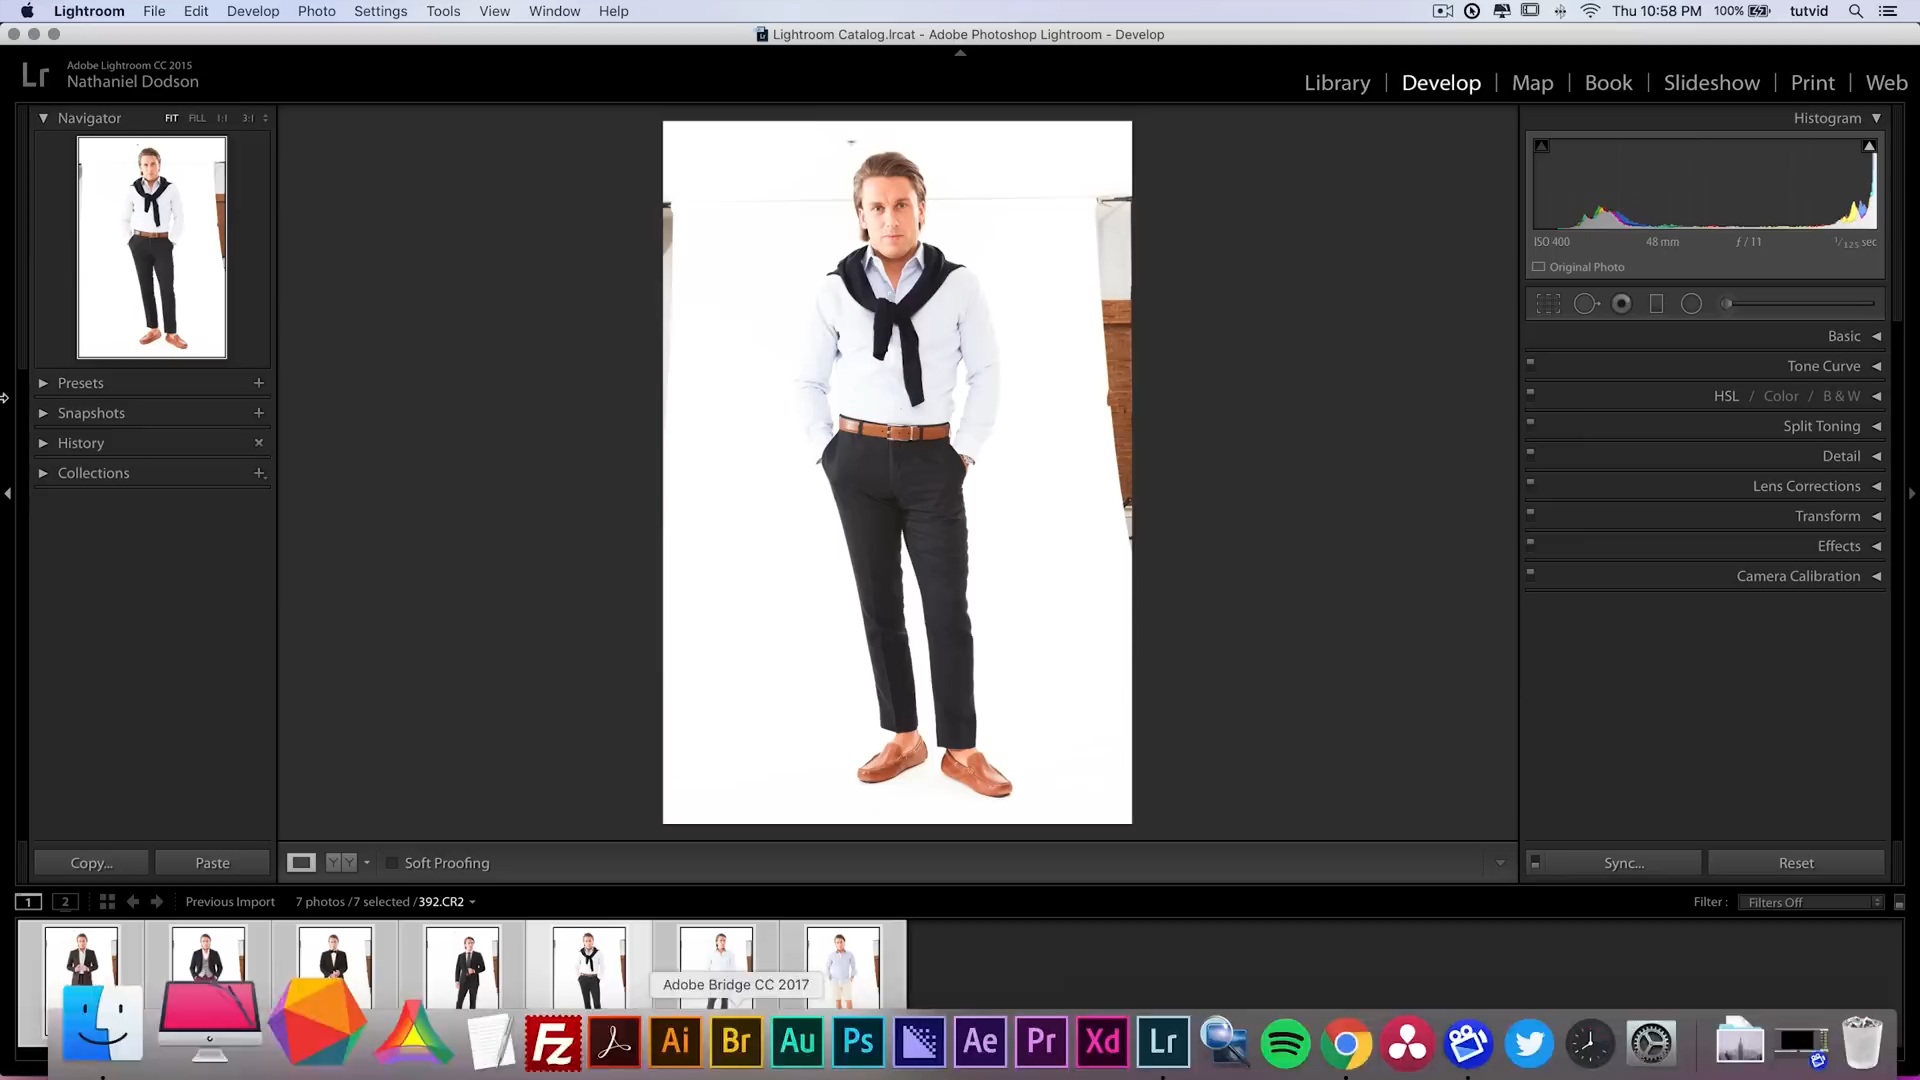 Lightroom File Edit Develop Photo Settings Tools View Window Help Thu 10:58 PM 100% tutvid
Lightroom Catalog.lrcat - Adobe Photoshop Lightroom - Develop
Lr Adobe Lightroom CC 2015
Nathaniel Dodson
Library | Develop | Map | Book | Slideshow | Print | Web
Navigator FIT FILL 1:1 3:1
Presets
Snapshots
History
Collections
Copy... Paste
Y Y Soft Proofing
Histogram
ISO 400 48 mm ƒ / 11 1/125 sec
Original Photo
Basic
Tone Curve
HSL / Color / B & W
Split Toning
Detail
Lens Corrections
Transform
Effects
Camera Calibration
Sync... Reset
1 2 Previous Import 7 photos /7 selected /392.CR2 Filter : Filters Off
Adobe Bridge CC 2017
Fz Ai Br Au Ps Ae Pr Xd Lr